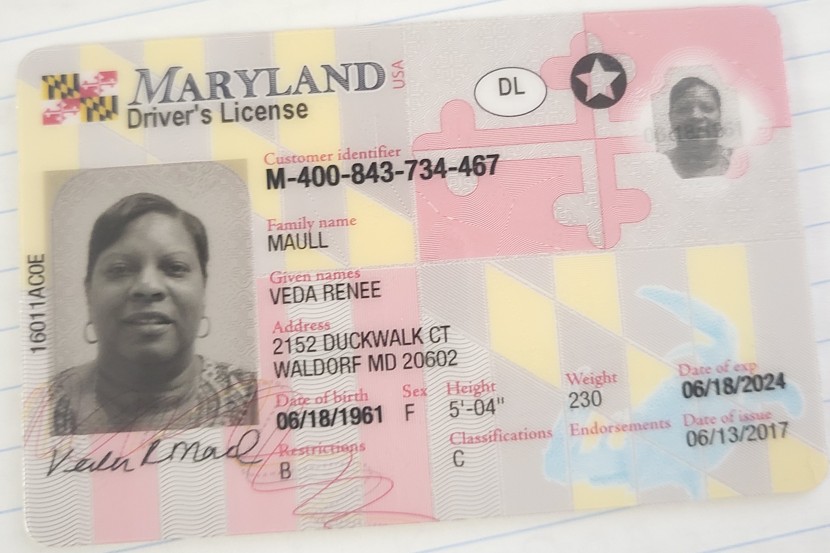 MARYLAND USA
Driver's License
DL
Customer identifier
M-400-843-734-467
Family name
MAULL
Given names
VEDA RENEE
Address
2152 DUCKWALK CT
WALDORF MD 20602
Date of birth
06/18/1961
Sex
F
Height
5'-04"
Weight
230
Date of exp
06/18/2024
Restrictions
B
Classifications
C
Endorsements
Date of issue
06/13/2017
16011AC0E
Veda R Maull